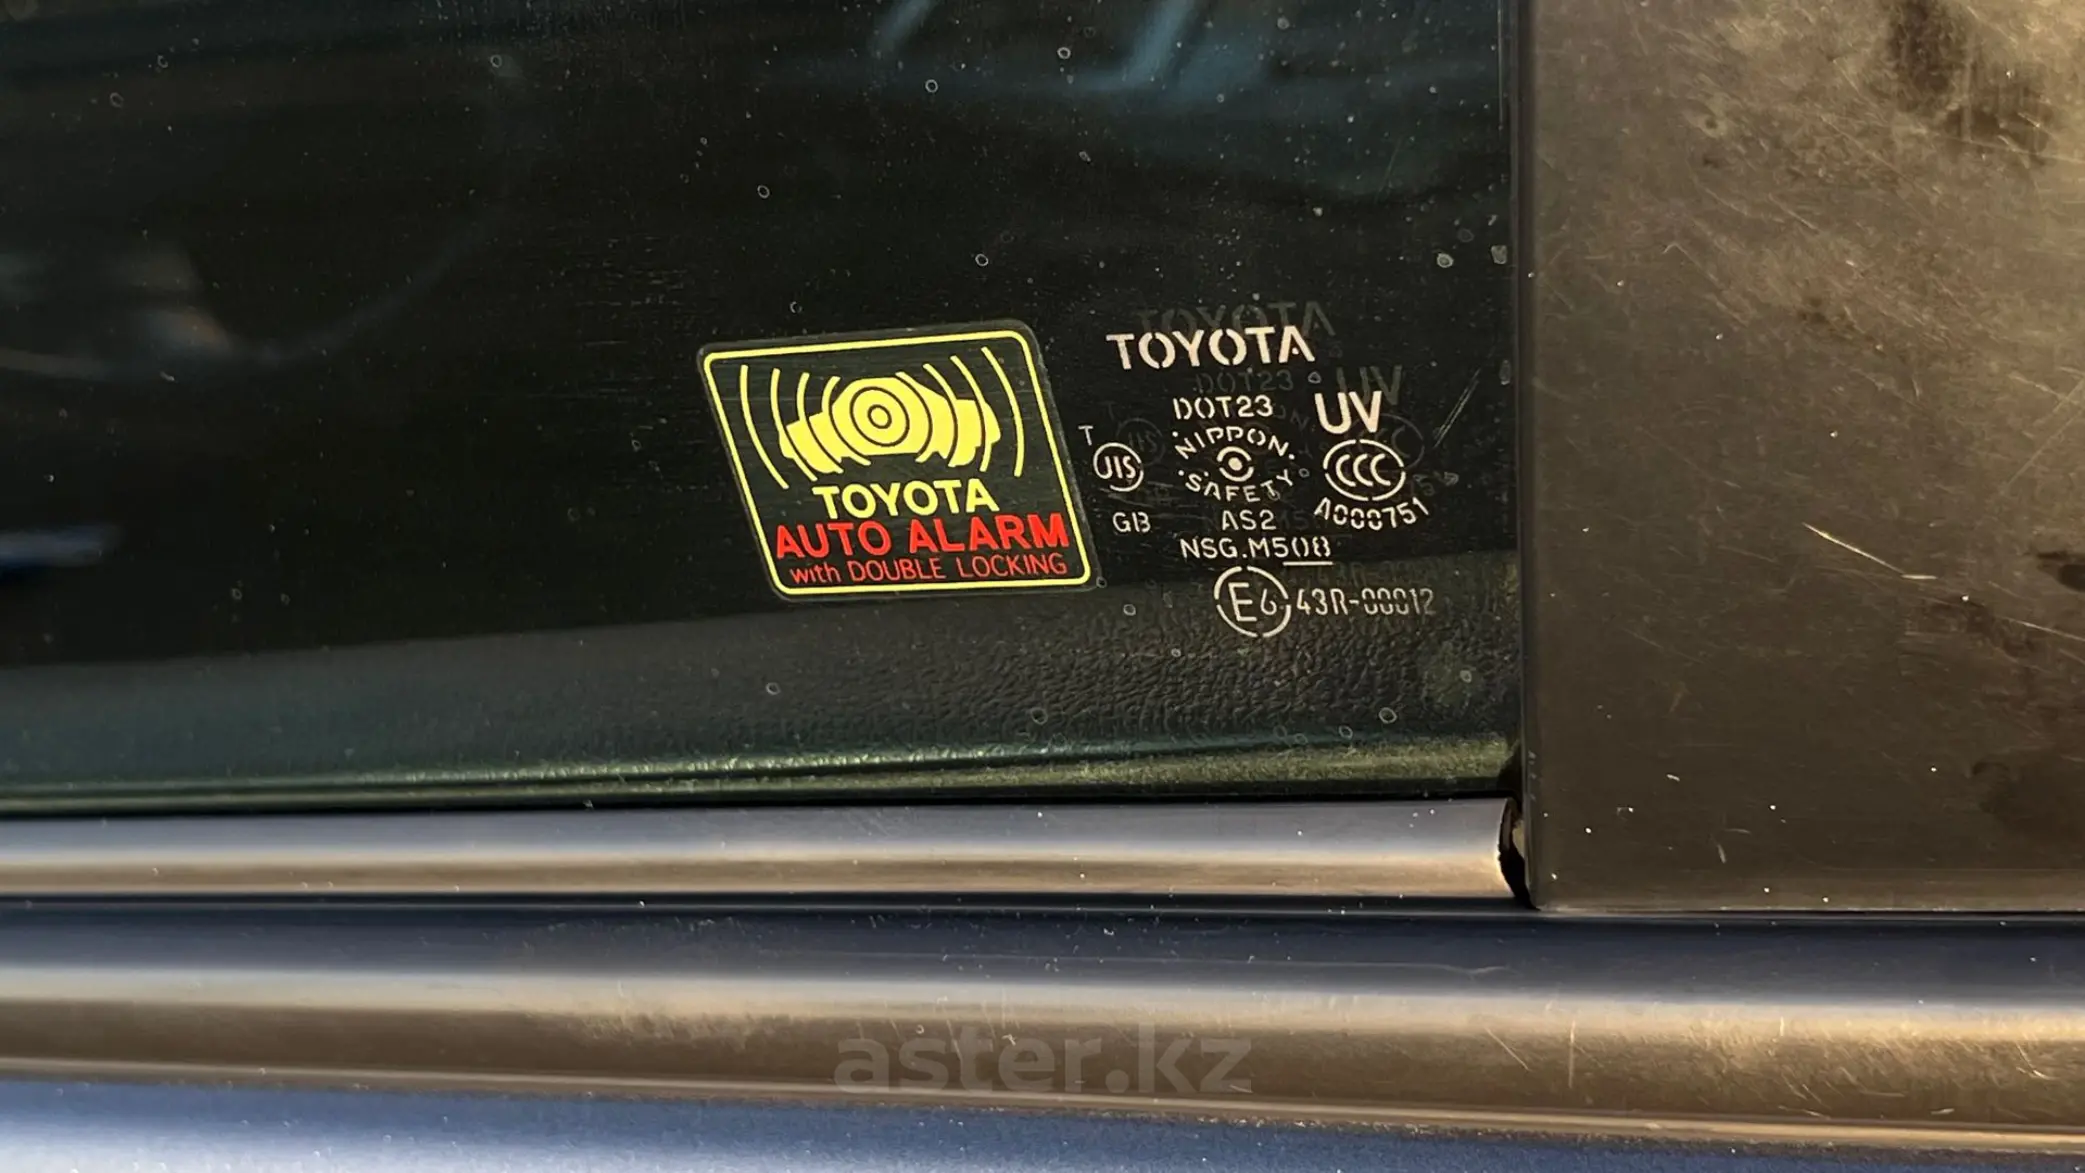 TOYOTA
AUTO ALARM
with DOUBLE LOCKING
TOYOTA
DOT23
UV
T
JIS
NIPPON
SAFETY
CCC
A000751
G13
AS2
NSG.M508
E6 43R-00012
aster.kz